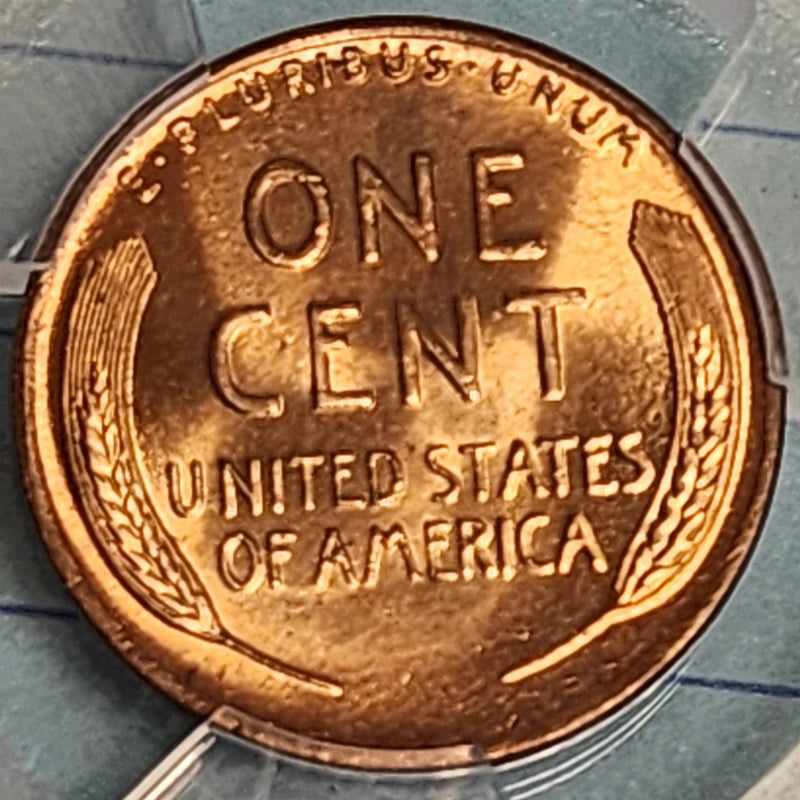 E·PLURIBUS·UNUM
ONE
CENT
UNITED STATES
OF AMERICA